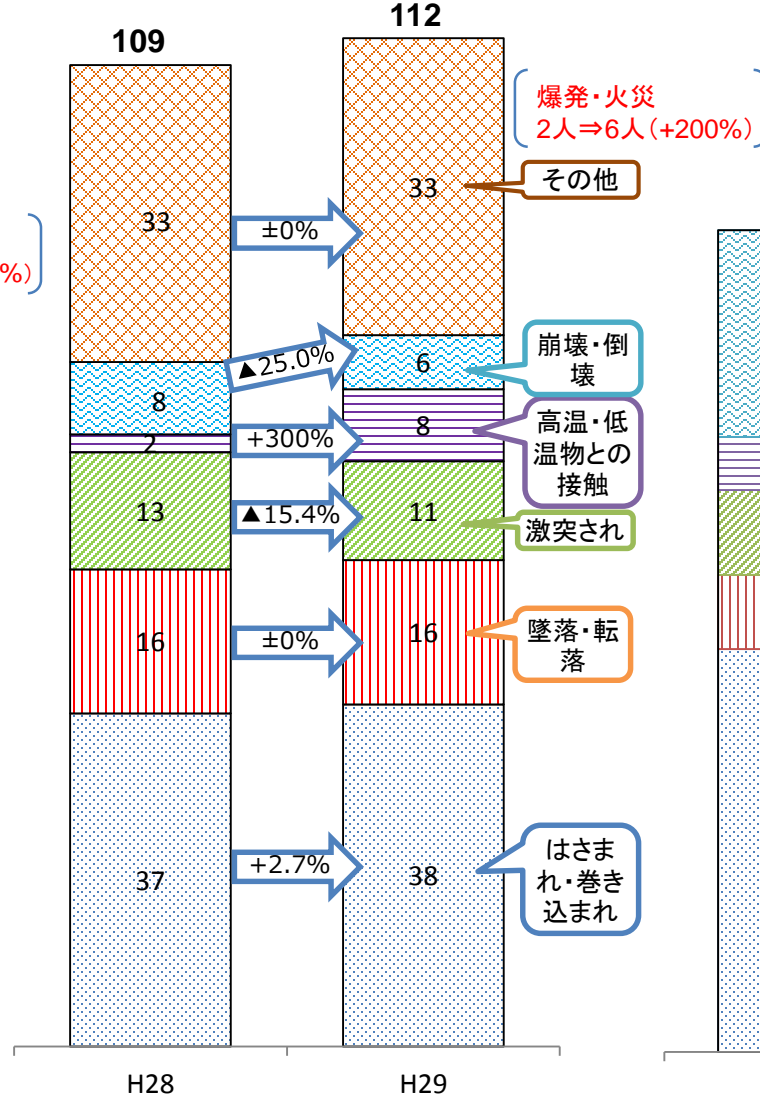 109
112
爆発・火災
2人⇒6人(+200%)
%)
33
±0%
33
その他
8
▲25.0%
6
崩壊・倒
壊
2
+300%
8
高温・低
温物との
接触
13
▲15.4%
11
激突され
16
±0%
16
墜落・転
落
37
+2.7%
38
はさま
れ・巻き
込まれ
H28
H29